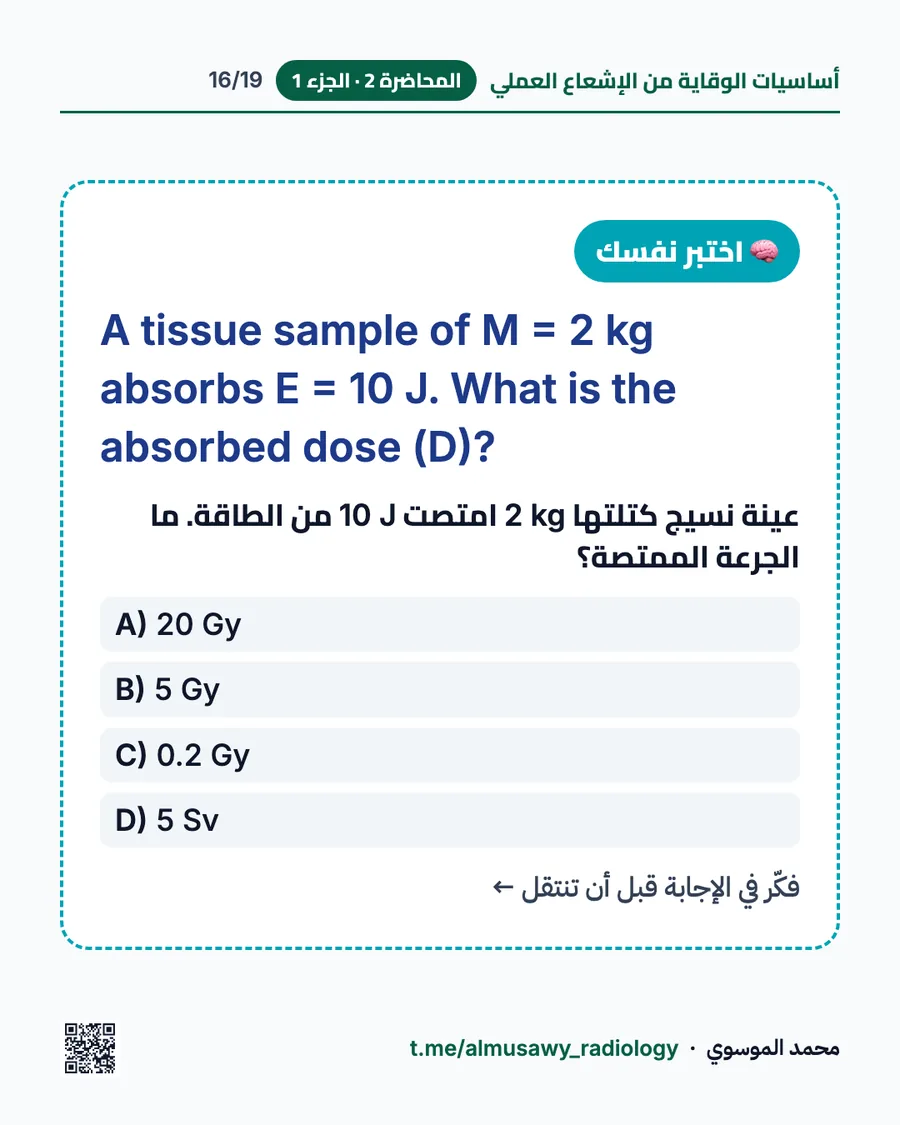 أساسيات الوقاية من الإشعاع العملي المحاضرة 2 · الجزء 1 16/19
🧠 اختبر نفسك
A tissue sample of M = 2 kg
absorbs E = 10 J. What is the
absorbed dose (D)?
عينة نسيج كتلتها 2 kg امتصت 10 J من الطاقة. ما
الجرعة الممتصة؟
A) 20 Gy
B) 5 Gy
C) 0.2 Gy
D) 5 Sv
فكّر في الإجابة قبل أن تنتقل ←
محمد الموسوي · t.me/almusawy_radiology